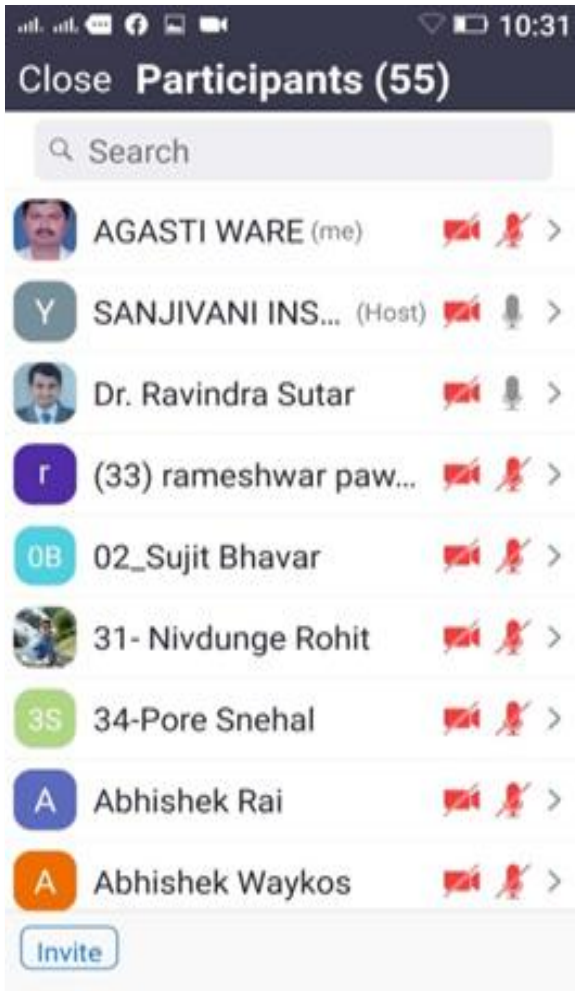 10:31
Close Participants (55)
Search
AGASTI WARE (me)
Y SANJIVANI INS... (Host)
Dr. Ravindra Sutar
r (33) rameshwar paw...
0B 02_Sujit Bhavar
31- Nivdunge Rohit
3S 34-Pore Snehal
A Abhishek Rai
A Abhishek Waykos
Invite